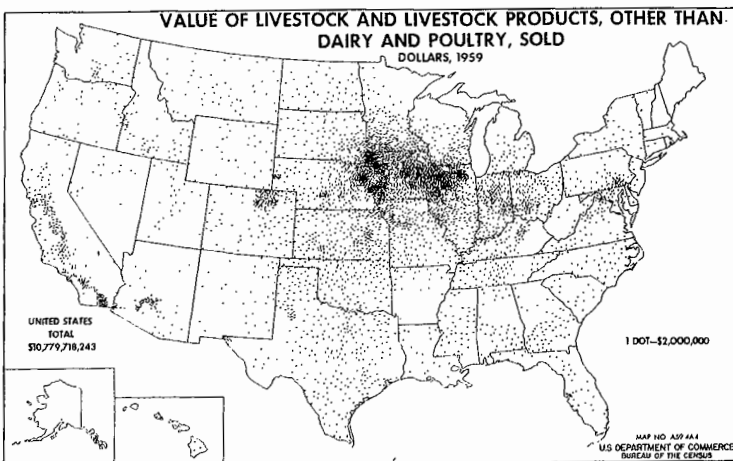 VALUE OF LIVESTOCK AND LIVESTOCK PRODUCTS, OTHER THAN
DAIRY AND POULTRY, SOLD
DOLLARS, 1959
UNITED STATES
TOTAL
$10,779,718,243
1 DOT—$2,000,000
MAP NO. A59-AA4
U.S DEPARTMENT OF COMMERCE
BUREAU OF THE CENSUS